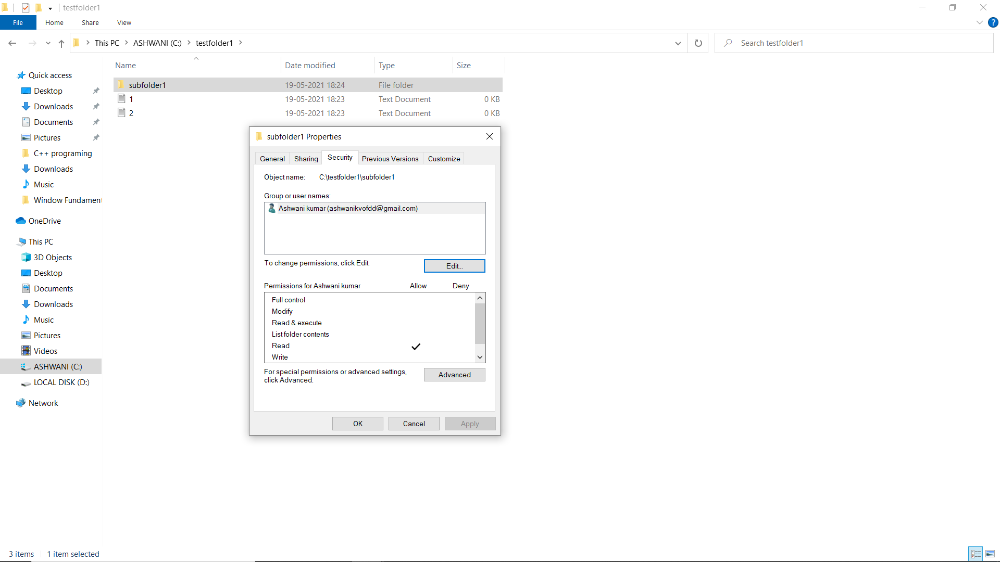 testfolder1
File Home Share View
This PC ASHWANI (C:) testfolder1
Search testfolder1
Name Date modified Type Size
subfolder1 19-05-2021 18:24 File folder
1 19-05-2021 18:23 Text Document 0 KB
2 19-05-2021 18:23 Text Document 0 KB
Quick access
Desktop
Downloads
Documents
Pictures
C++ programing
Downloads
Music
Window Fundament
OneDrive
This PC
3D Objects
Desktop
Documents
Downloads
Music
Pictures
Videos
ASHWANI (C:)
LOCAL DISK (D:)
Network
subfolder1 Properties
General Sharing Security Previous Versions Customize
Object name: C:\testfolder1\subfolder1
Group or user names:
Ashwani kumar (ashwanikvofdd@gmail.com)
To change permissions, click Edit.
Edit...
Permissions for Ashwani kumar Allow Deny
Full control
Modify
Read & execute
List folder contents
Read
Write
For special permissions or advanced settings,
click Advanced.
Advanced
OK Cancel Apply
3 items 1 item selected